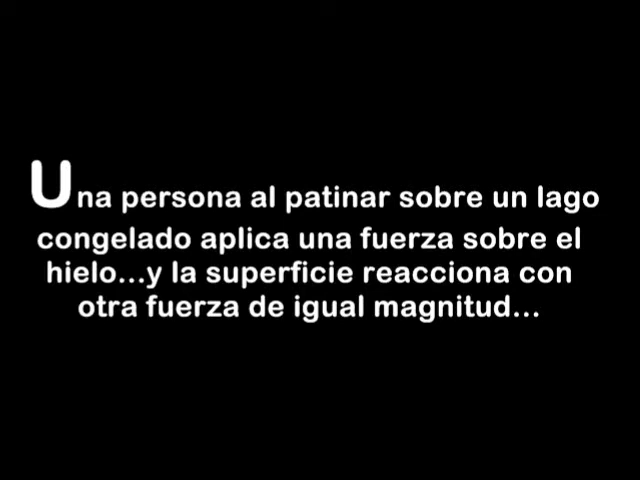 Una persona al patinar sobre un lago
congelado aplica una fuerza sobre el
hielo...y la superficie reacciona con
otra fuerza de igual magnitud...